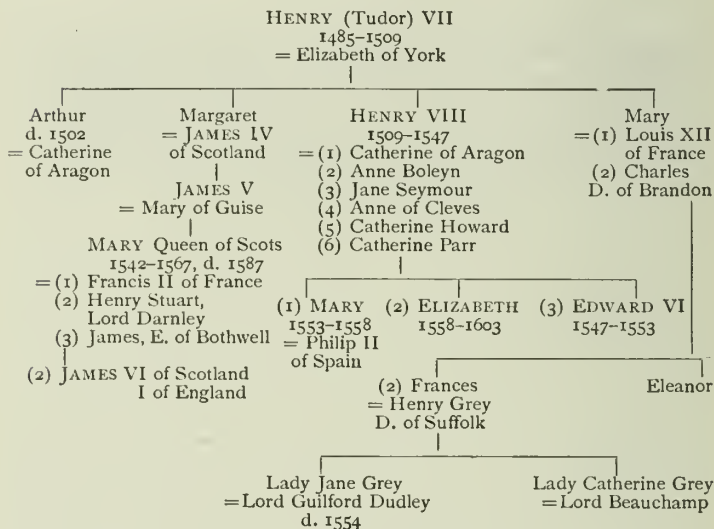 HENRY (Tudor) VII
1485–1509
= Elizabeth of York
Arthur
d. 1502
= Catherine
of Aragon
Margaret
= JAMES IV
of Scotland
JAMES V
= Mary of Guise
MARY Queen of Scots
1542–1567, d. 1587
= (1) Francis II of France
(2) Henry Stuart,
Lord Darnley
(3) James, E. of Bothwell
(2) JAMES VI of Scotland
I of England
HENRY VIII
1509–1547
= (1) Catherine of Aragon
(2) Anne Boleyn
(3) Jane Seymour
(4) Anne of Cleves
(5) Catherine Howard
(6) Catherine Parr
(1) MARY
1553–1558
= Philip II
of Spain
(2) ELIZABETH
1558–1603
(3) EDWARD VI
1547–1553
Mary
= (1) Louis XII
of France
(2) Charles
D. of Brandon
(2) Frances
= Henry Grey
D. of Suffolk
Eleanor
Lady Jane Grey
= Lord Guilford Dudley
d. 1554
Lady Catherine Grey
= Lord Beauchamp